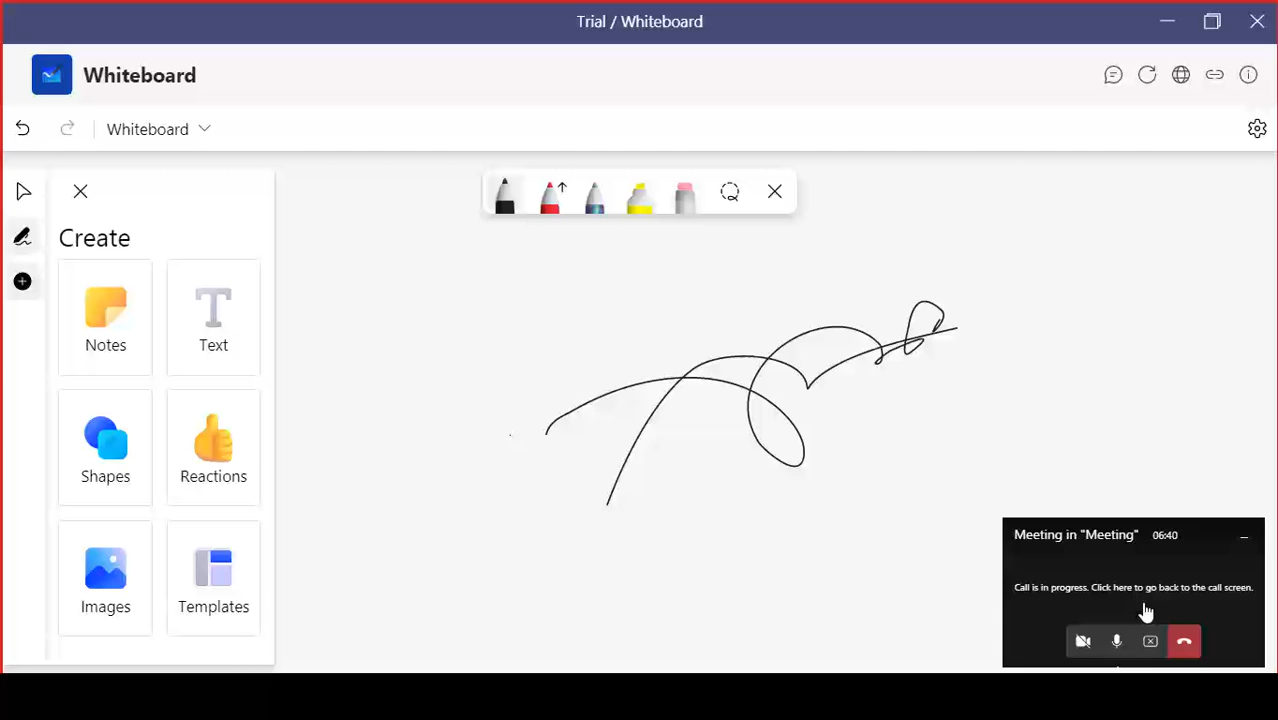 Trial / Whiteboard
Whiteboard
Whiteboard
Create
Notes
Text
Shapes
Reactions
Images
Templates
Meeting in "Meeting" 06:40
Call is in progress. Click here to go back to the call screen.